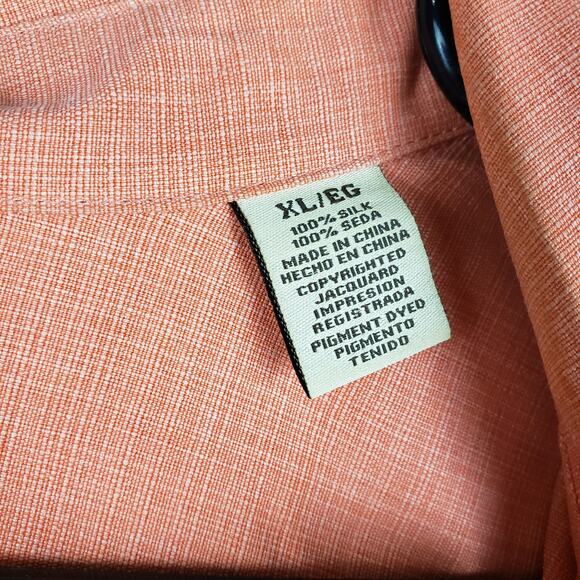 XL/EG
100% SILK
100% SEDA
MADE IN CHINA
HECHO EN CHINA
COPYRIGHTED
JACQUARD
IMPRESION
REGISTRADA
PIGMENT DYED
PIGMENTO
TENIDO